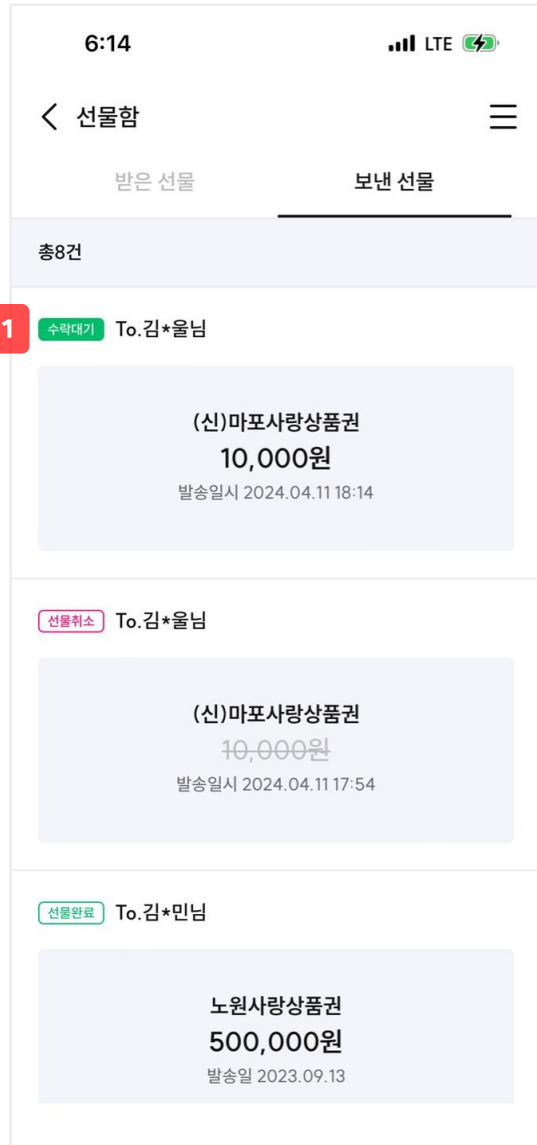 6:14
LTE
선물함
받은 선물
보낸 선물
총8건
1
수락대기 To.김*울님
(신)마포사랑상품권
10,000원
발송일시 2024.04.11 18:14
선물취소 To.김*울님
(신)마포사랑상품권
10,000원
발송일시 2024.04.11 17:54
선물완료 To.김*민님
노원사랑상품권
500,000원
발송일 2023.09.13